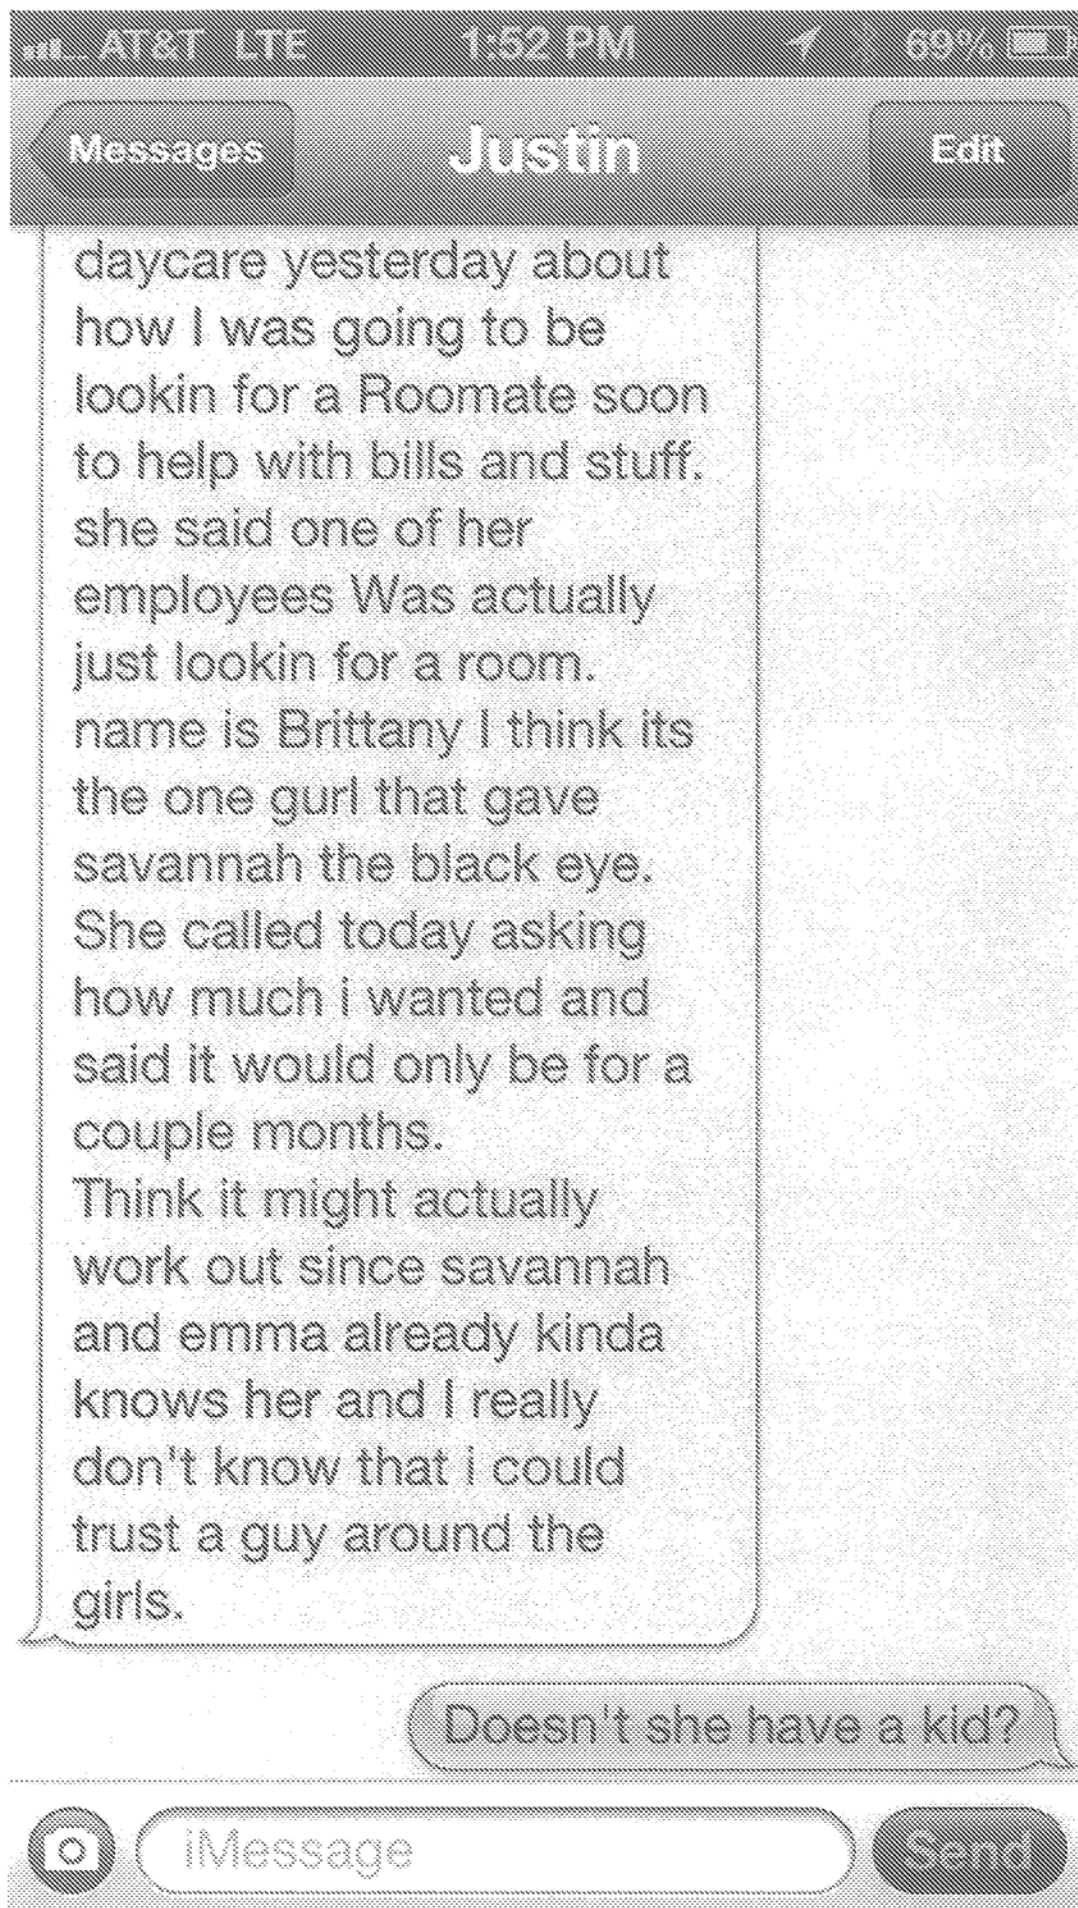 AT&T LTE 1:52 PM 69%
Messages Justin Edit
daycare yesterday about
how I was going to be
lookin for a Roomate soon
to help with bills and stuff.
she said one of her
employees Was actually
just lookin for a room.
name is Brittany I think its
the one gurl that gave
savannah the black eye.
She called today asking
how much i wanted and
said it would only be for a
couple months.
Think it might actually
work out since savannah
and emma already kinda
knows her and I really
don't know that i could
trust a guy around the
girls.
Doesn't she have a kid?
iMessage Send